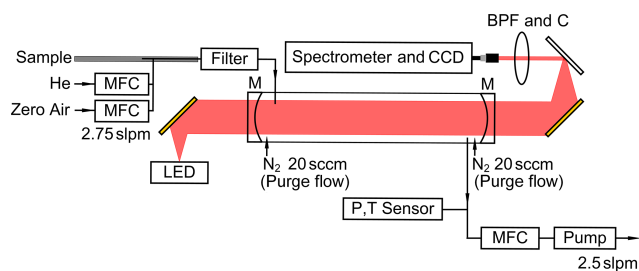 BPF and C
Sample
Filter
Spectrometer and CCD
He
MFC
M
M
Zero Air
MFC
2.75 slpm
LED
N₂ 20 sccm
(Purge flow)
N₂ 20 sccm
(Purge flow)
P,T Sensor
MFC
Pump
2.5 slpm